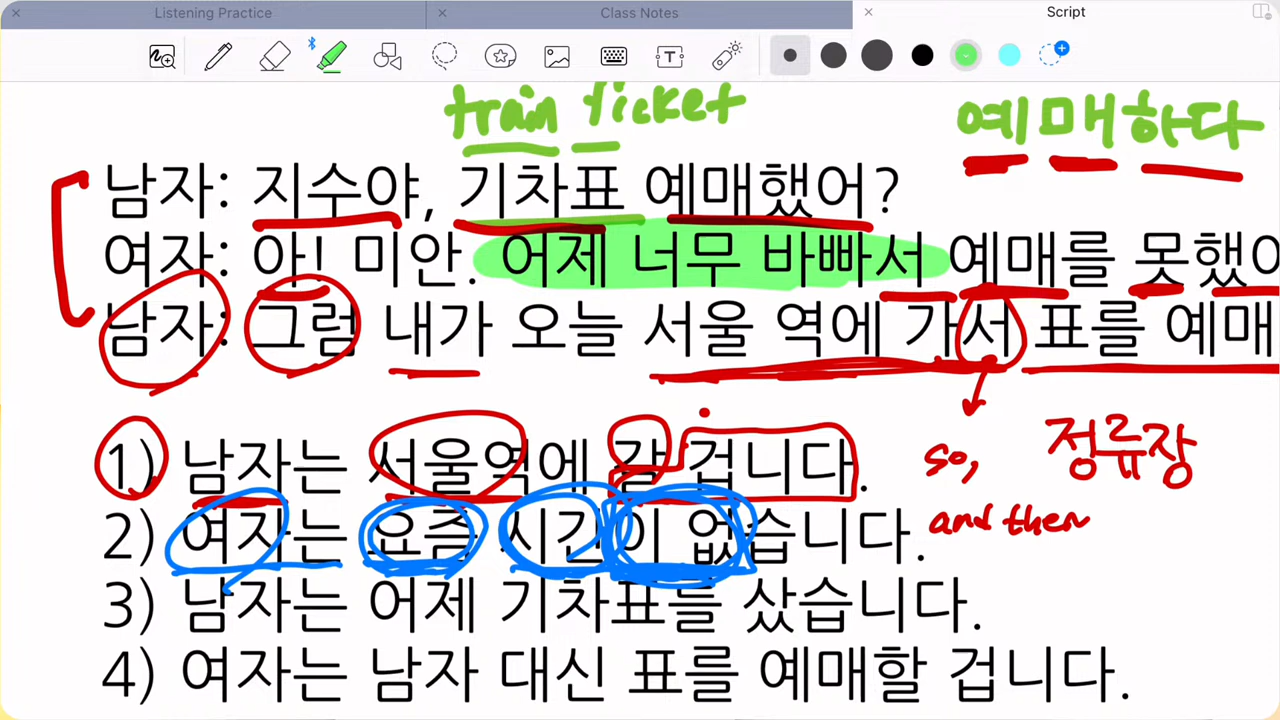 Listening Practice
Class Notes
Script
train ticket
예매하다
남자: 지수야, 기차표 예매했어?
여자: 아! 미안. 어제 너무 바빠서 예매를 못했어
남자: 그럼 내가 오늘 서울 역에 가서 표를 예매
1) 남자는 서울역에 갈 겁니다.
so,
정류장
2) 여자는 요즘 시간이 없습니다.
and then
3) 남자는 어제 기차표를 샀습니다.
4) 여자는 남자 대신 표를 예매할 겁니다.